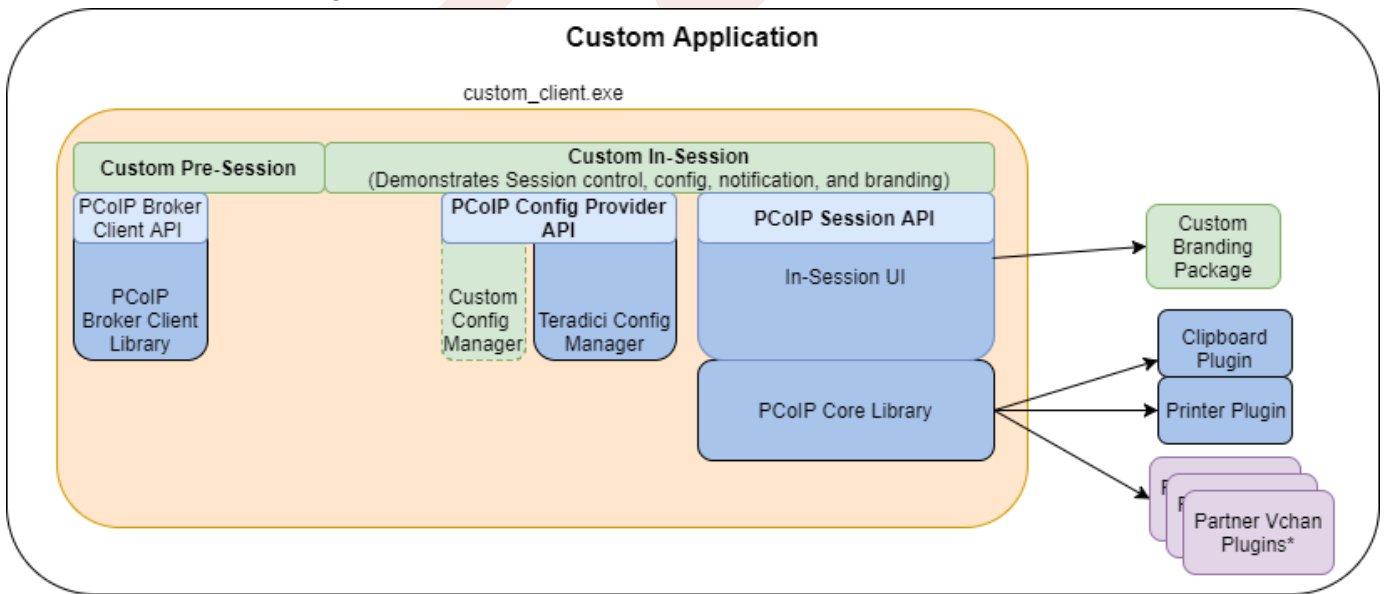 Custom Application
custom_client.exe
Custom Pre-Session
Custom In-Session
(Demonstrates Session control, config, notification, and branding)
PCoIP Broker
Client API
PCoIP
Broker Client
Library
PCoIP Config Provider
API
Custom
Config
Manager
Teradici Config
Manager
PCoIP Session API
In-Session UI
PCoIP Core Library
Custom
Branding
Package
Clipboard
Plugin
Printer Plugin
Partner Vchan
Plugins*